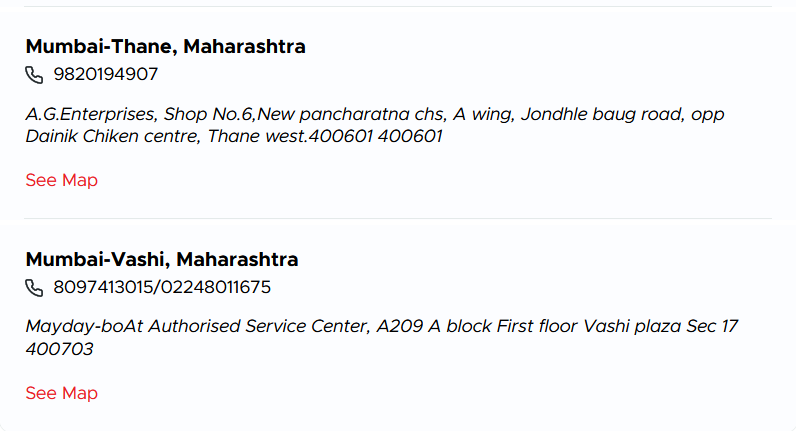 Mumbai-Thane, Maharashtra
9820194907
A.G.Enterprises, Shop No.6,New pancharatna chs, A wing, Jondhle baug road, opp
Dainik Chiken centre, Thane west.400601 400601
See Map
Mumbai-Vashi, Maharashtra
8097413015/02248011675
Mayday-boAt Authorised Service Center, A209 A block First floor Vashi plaza Sec 17
400703
See Map